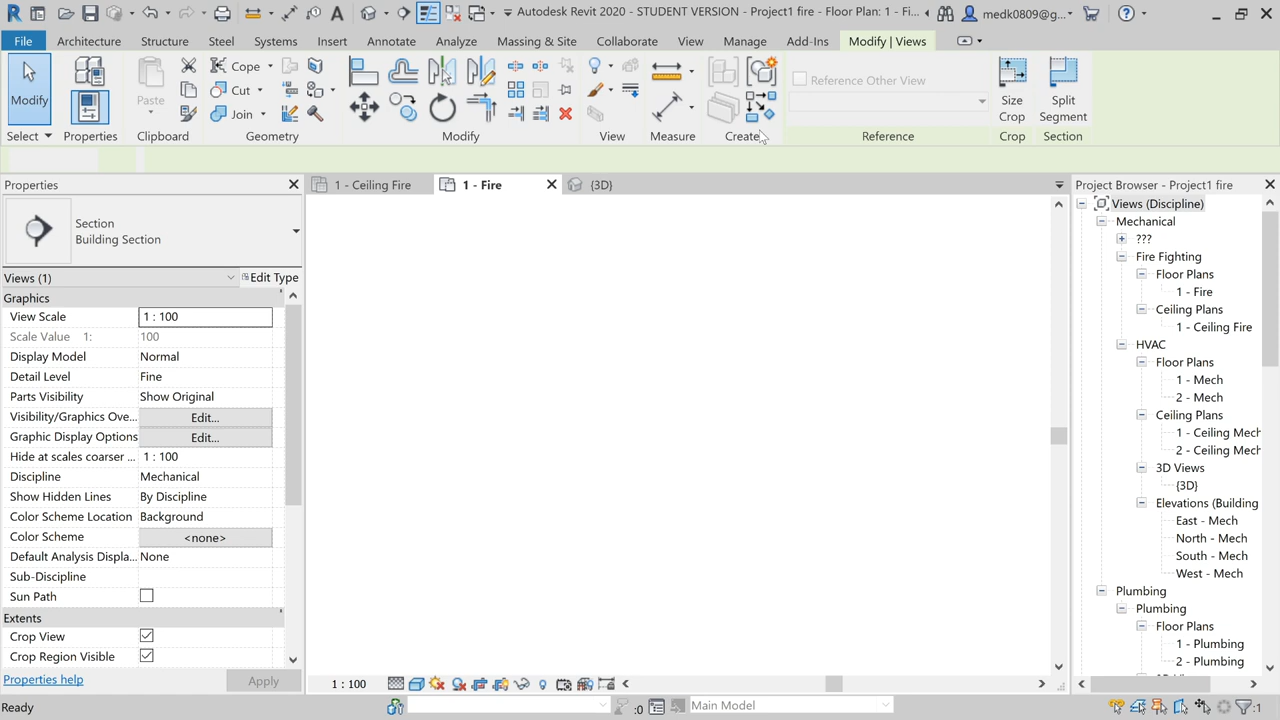 Autodesk Revit 2020 - STUDENT VERSION - Project1 fire - Floor Plan: 1 - Fi...
medk0809@g...
File Architecture Structure Steel Systems Insert Annotate Analyze Massing & Site Collaborate View Manage Add-Ins Modify | Views
Modify
Select
Properties
Paste
Clipboard
Cope
Cut
Join
Geometry
Modify
View
Measure
Create
Reference Other View
Reference
Size
Crop
Crop
Split
Segment
Section
Properties
1 - Ceiling Fire
1 - Fire
{3D}
Project Browser - Project1 fire
Section
Building Section
Views (1)
Edit Type
Graphics
View Scale 1 : 100
Scale Value 1: 100
Display Model Normal
Detail Level Fine
Parts Visibility Show Original
Visibility/Graphics Ove... Edit...
Graphic Display Options Edit...
Hide at scales coarser ... 1 : 100
Discipline Mechanical
Show Hidden Lines By Discipline
Color Scheme Location Background
Color Scheme <none>
Default Analysis Displa... None
Sub-Discipline
Sun Path
Extents
Crop View
Crop Region Visible
Properties help
Apply
Views (Discipline)
Mechanical
???
Fire Fighting
Floor Plans
1 - Fire
Ceiling Plans
1 - Ceiling Fire
HVAC
Floor Plans
1 - Mech
2 - Mech
Ceiling Plans
1 - Ceiling Mech
2 - Ceiling Mech
3D Views
{3D}
Elevations (Building
East - Mech
North - Mech
South - Mech
West - Mech
Plumbing
Plumbing
Floor Plans
1 - Plumbing
2 - Plumbing
1 : 100
Ready
:0
Main Model
:1